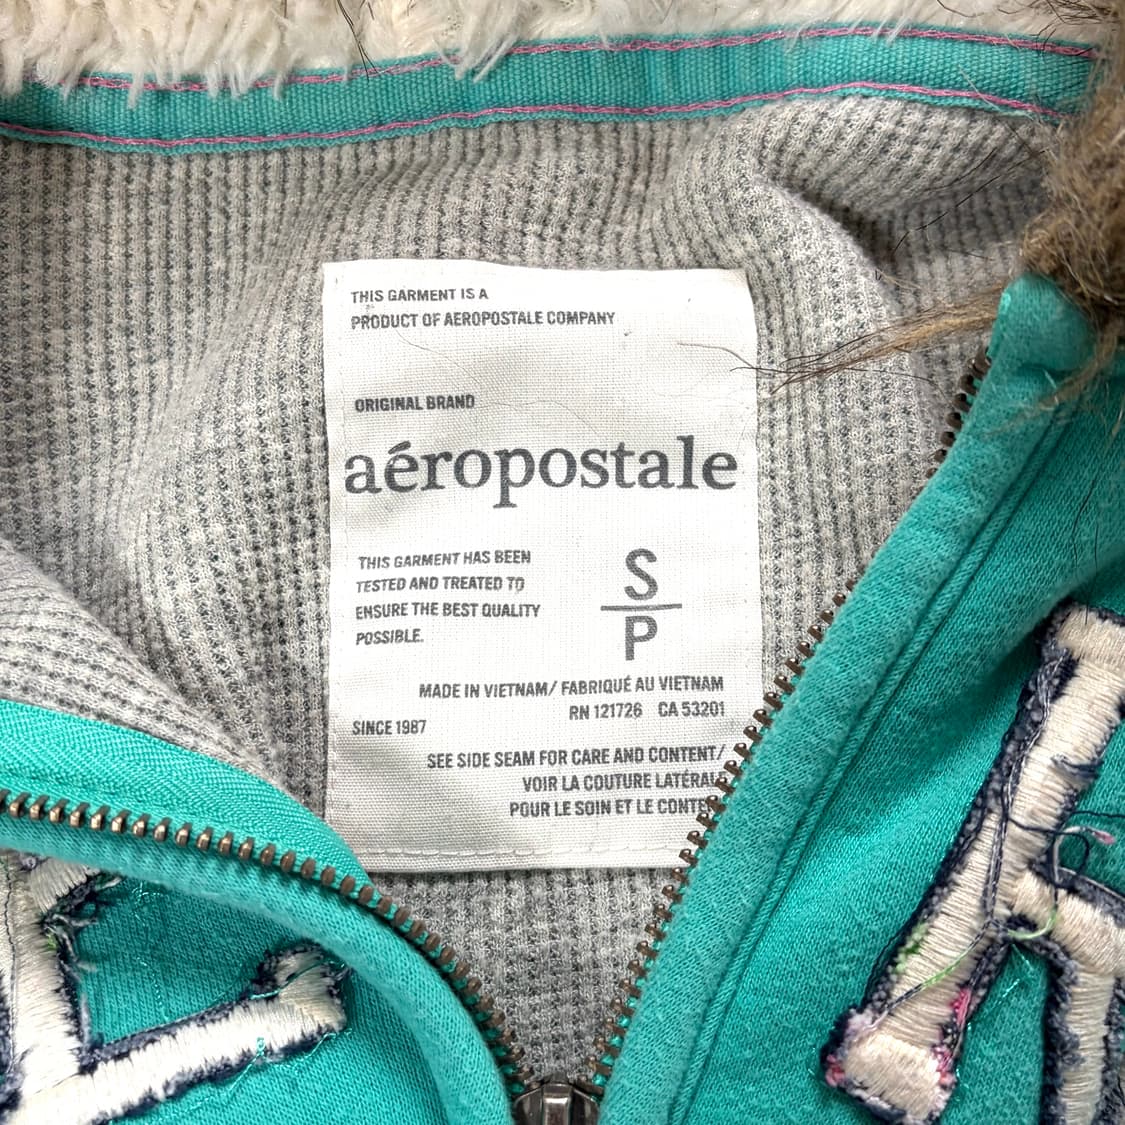 THIS GARMENT IS A
PRODUCT OF AEROPOSTALE COMPANY
ORIGINAL BRAND
aéropostale
THIS GARMENT HAS BEEN
TESTED AND TREATED TO
ENSURE THE BEST QUALITY
POSSIBLE.
S
P
MADE IN VIETNAM/ FABRIQUÉ AU VIETNAM
RN 121726 CA 53201
SINCE 1987
SEE SIDE SEAM FOR CARE AND CONTENT/
VOIR LA COUTURE LATÉRALE
POUR LE SOIN ET LE